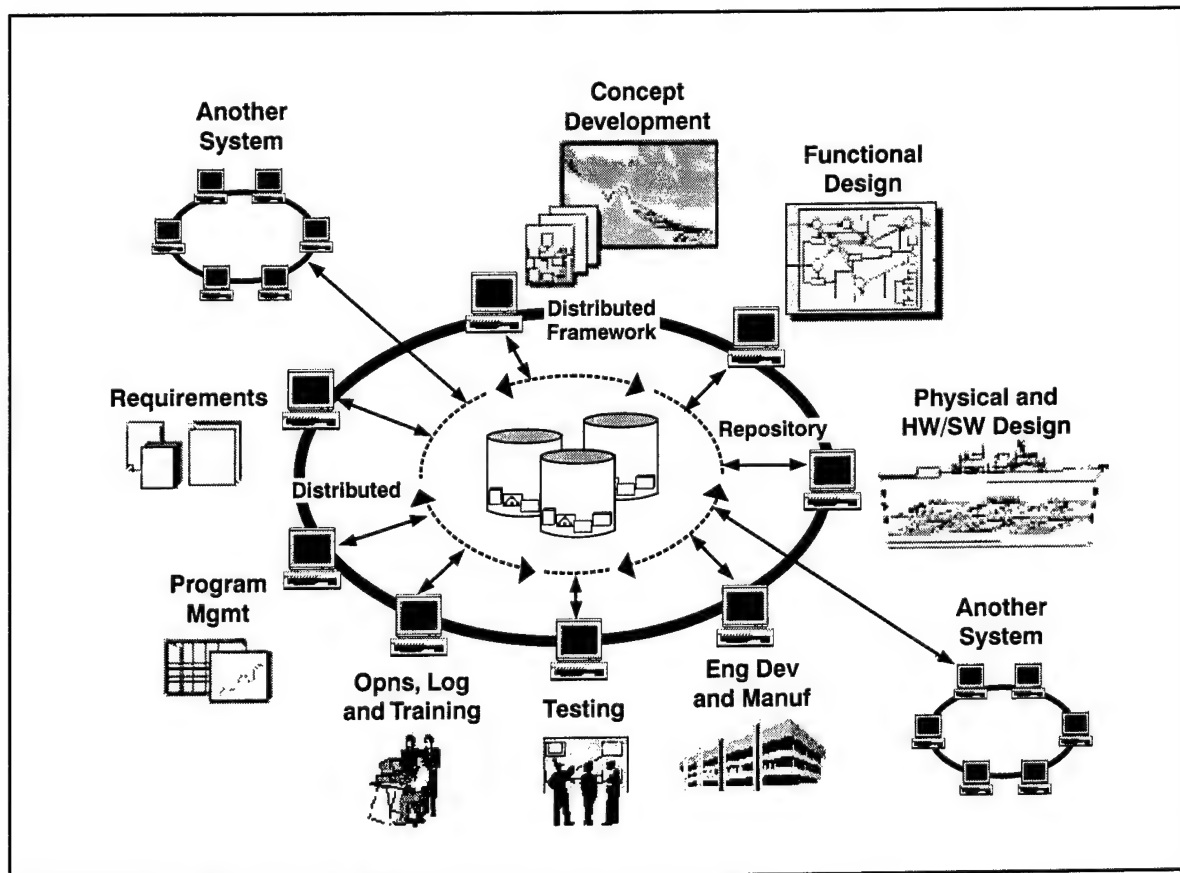 Another
System
Concept
Development
Functional
Design
Distributed
Framework
Requirements
Repository
Physical and
HW/SW Design
Distributed
Program
Mgmt
Another
System
Opns, Log
and Training
Testing
Eng Dev
and Manuf